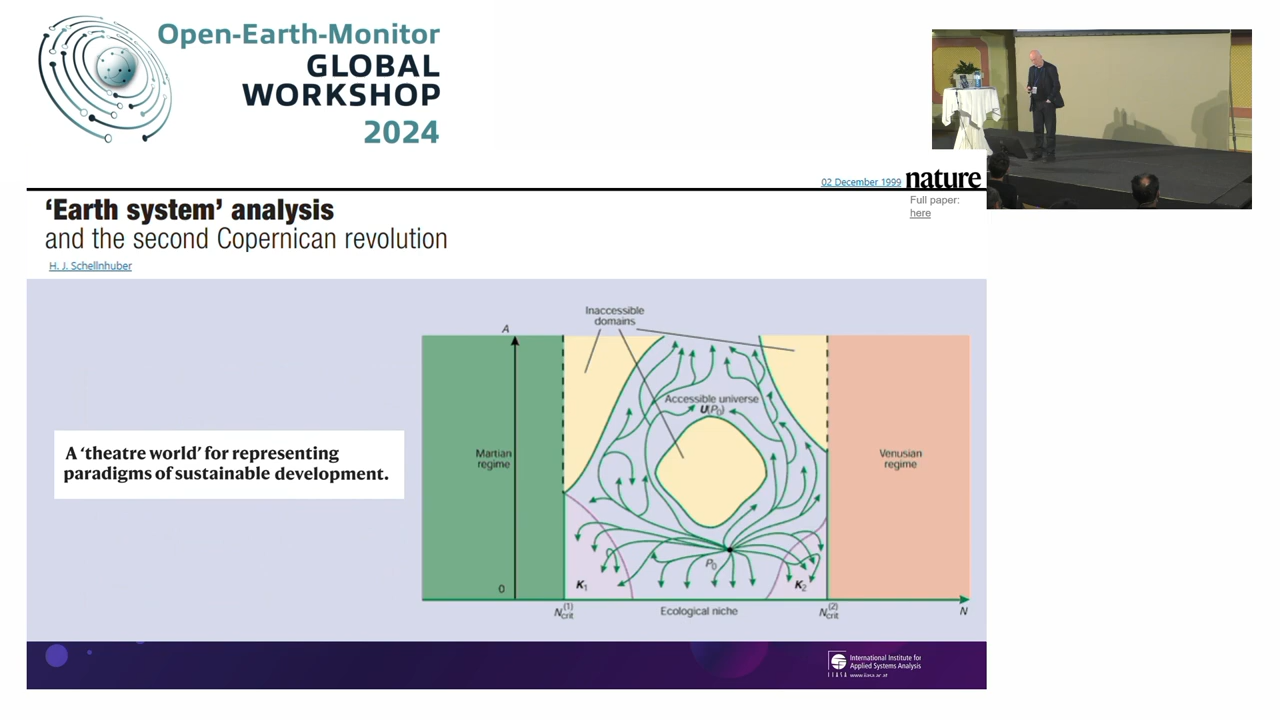 Open-Earth-Monitor
GLOBAL
WORKSHOP
2024
02 December 1999
nature
Full paper:
here
‘Earth system’ analysis
and the second Copernican revolution
H. J. Schellnhuber
A ‘theatre world’ for representing
paradigms of sustainable development.
Inaccessible
domains
A
Accessible universe
U(P₀)
Martian
regime
Venusian
regime
P₀
0
K₁
K₂
N_crit^(1)
Ecological niche
N_crit^(2)
N
International Institute for
Applied Systems Analysis
IIASA www.iiasa.ac.at